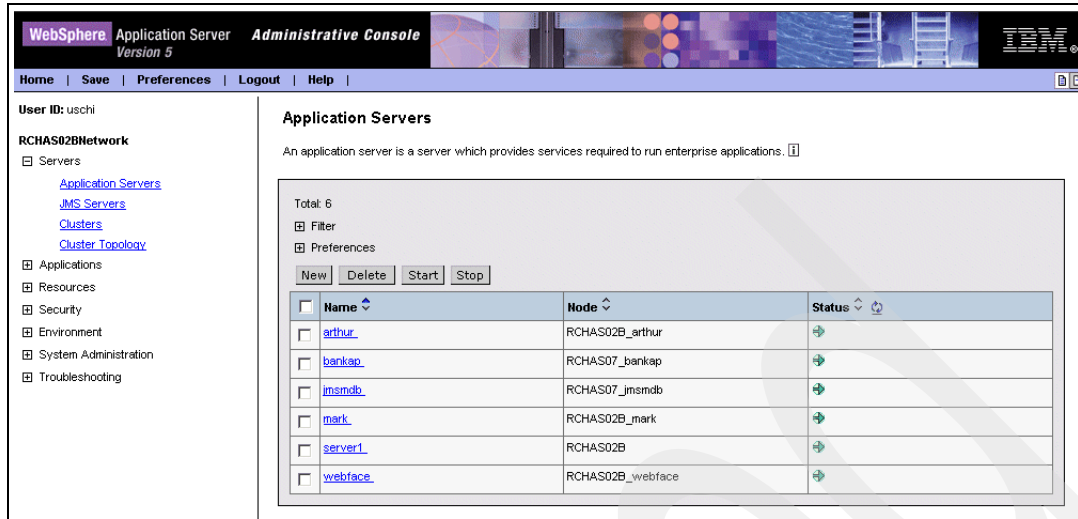 WebSphere Application Server Administrative Console
Version 5
IBM®
Home | Save | Preferences | Logout | Help |
User ID: uschi
RCHAS02BNetwork
Servers
Application Servers
JMS Servers
Clusters
Cluster Topology
Applications
Resources
Security
Environment
System Administration
Troubleshooting
Application Servers
An application server is a server which provides services required to run enterprise applications. i
Total: 6
Filter
Preferences
New Delete Start Stop
Name Node Status
arthur RCHAS02B_arthur
bankap RCHAS07_bankap
jmsmdb RCHAS07_jmsmdb
mark RCHAS02B_mark
server1 RCHAS02B
webface RCHAS02B_webface